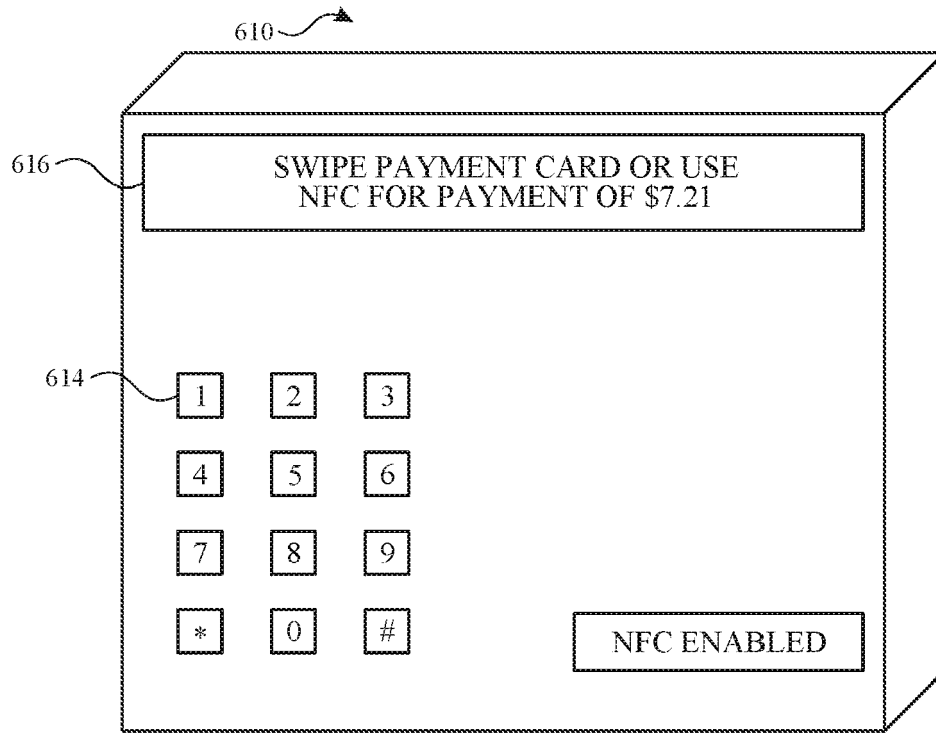 610
616
SWIPE PAYMENT CARD OR USE
NFC FOR PAYMENT OF $7.21
614
1 2 3
4 5 6
7 8 9
* 0 #
NFC ENABLED